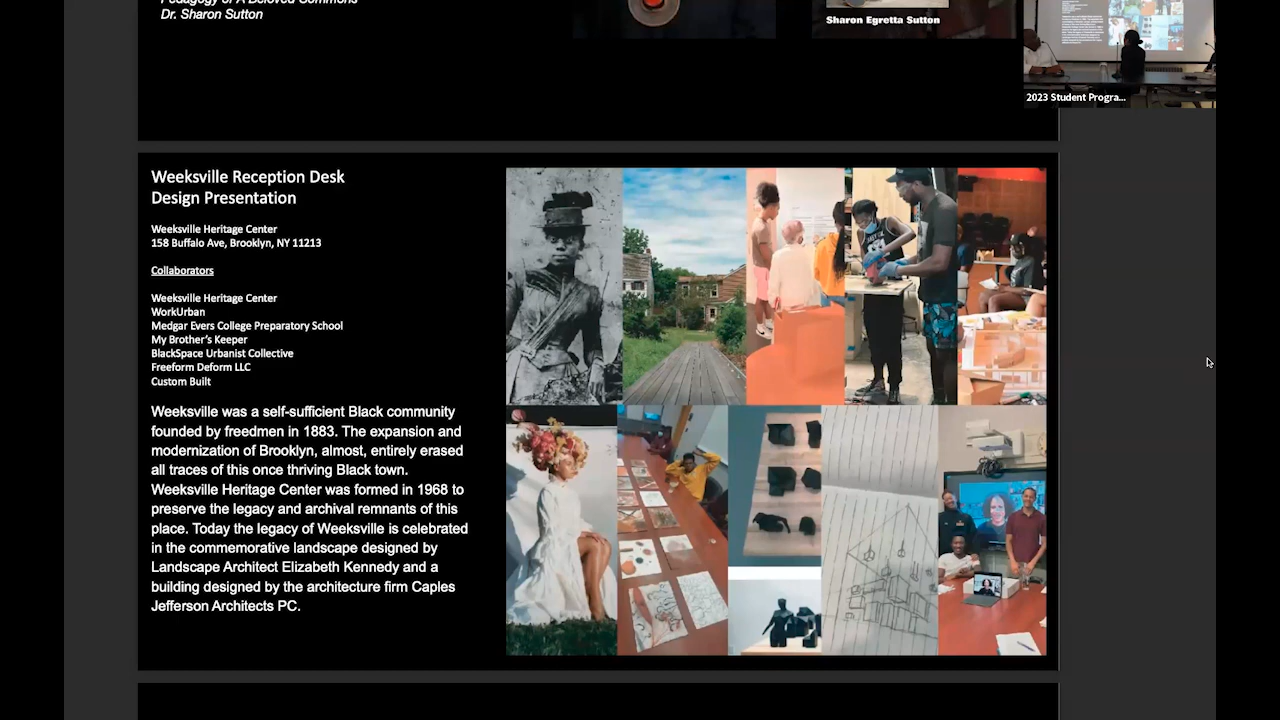 Pedagogy of A Beloved Commons
Dr. Sharon Sutton
Sharon Egretta Sutton
2023 Student Progra...
Weeksville Reception Desk
Design Presentation
Weeksville Heritage Center
158 Buffalo Ave, Brooklyn, NY 11213
Collaborators
Weeksville Heritage Center
WorkUrban
Medgar Evers College Preparatory School
My Brother's Keeper
BlackSpace Urbanist Collective
Freeform Deform LLC
Custom Built
Weeksville was a self-sufficient Black community
founded by freedmen in 1883. The expansion and
modernization of Brooklyn, almost, entirely erased
all traces of this once thriving Black town.
Weeksville Heritage Center was formed in 1968 to
preserve the legacy and archival remnants of this
place. Today the legacy of Weeksville is celebrated
in the commemorative landscape designed by
Landscape Architect Elizabeth Kennedy and a
building designed by the architecture firm Caples
Jefferson Architects PC.